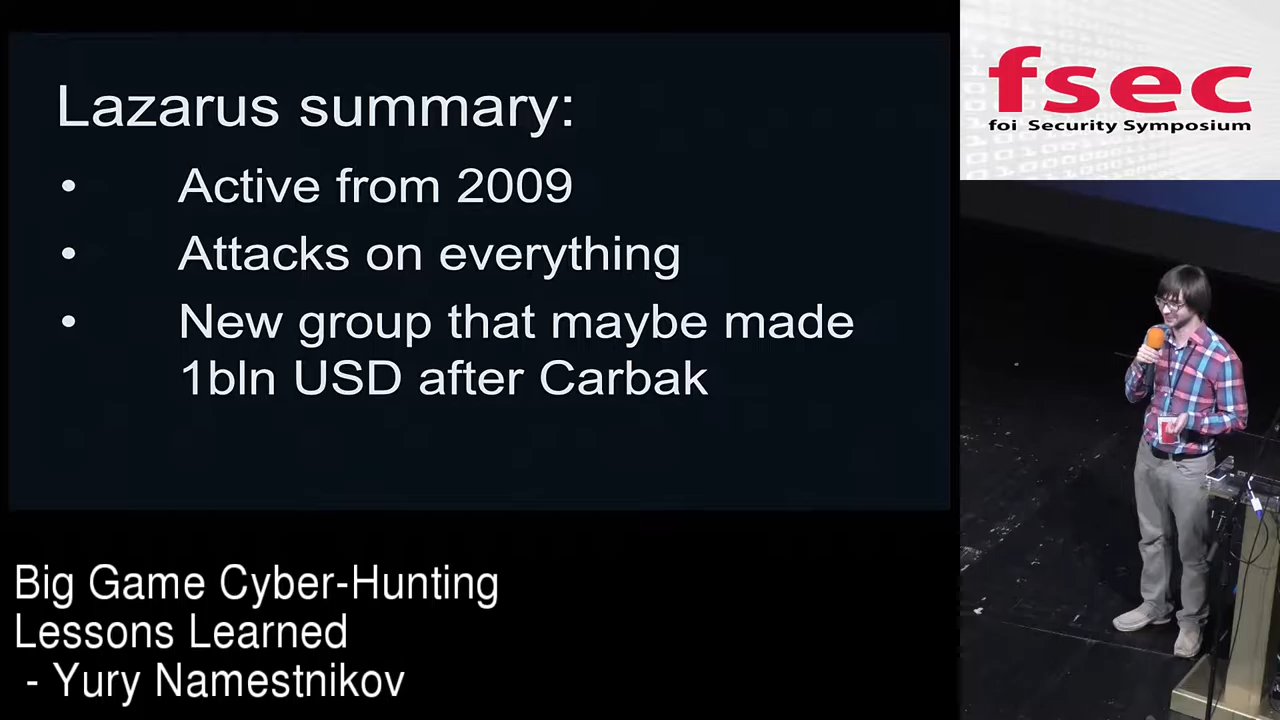 Lazarus summary:
• Active from 2009
• Attacks on everything
• New group that maybe made
1bln USD after Carbak
fsec
foi Security Symposium
Big Game Cyber-Hunting
Lessons Learned
- Yury Namestnikov